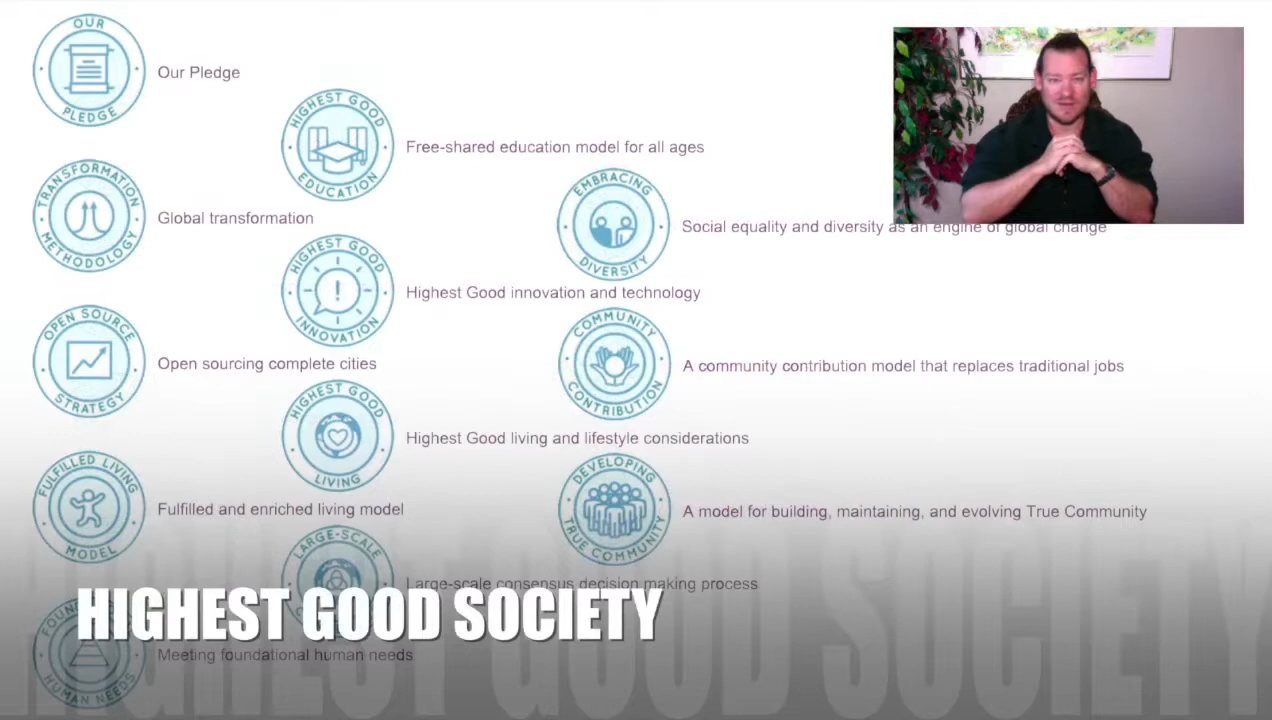 OUR
PLEDGE
Our Pledge
HIGHEST GOOD
EDUCATION
Free-shared education model for all ages
TRANSFORMATION
METHODOLOGY
Global transformation
EMBRACING
DIVERSITY
Social equality and diversity as an engine of global change
HIGHEST GOOD
INNOVATION
Highest Good innovation and technology
OPEN SOURCE
STRATEGY
Open sourcing complete cities
COMMUNITY
CONTRIBUTION
A community contribution model that replaces traditional jobs
HIGHEST GOOD
LIVING
Highest Good living and lifestyle considerations
FULFILLED LIVING
MODEL
Fulfilled and enriched living model
DEVELOPING
TRUE COMMUNITY
A model for building, maintaining, and evolving True Community
LARGE-SCALE
Large-scale consensus decision making process
HIGHEST GOOD SOCIETY
HUMAN NEEDS
Meeting foundational human needs
HIGHEST GOOD SOCIETY